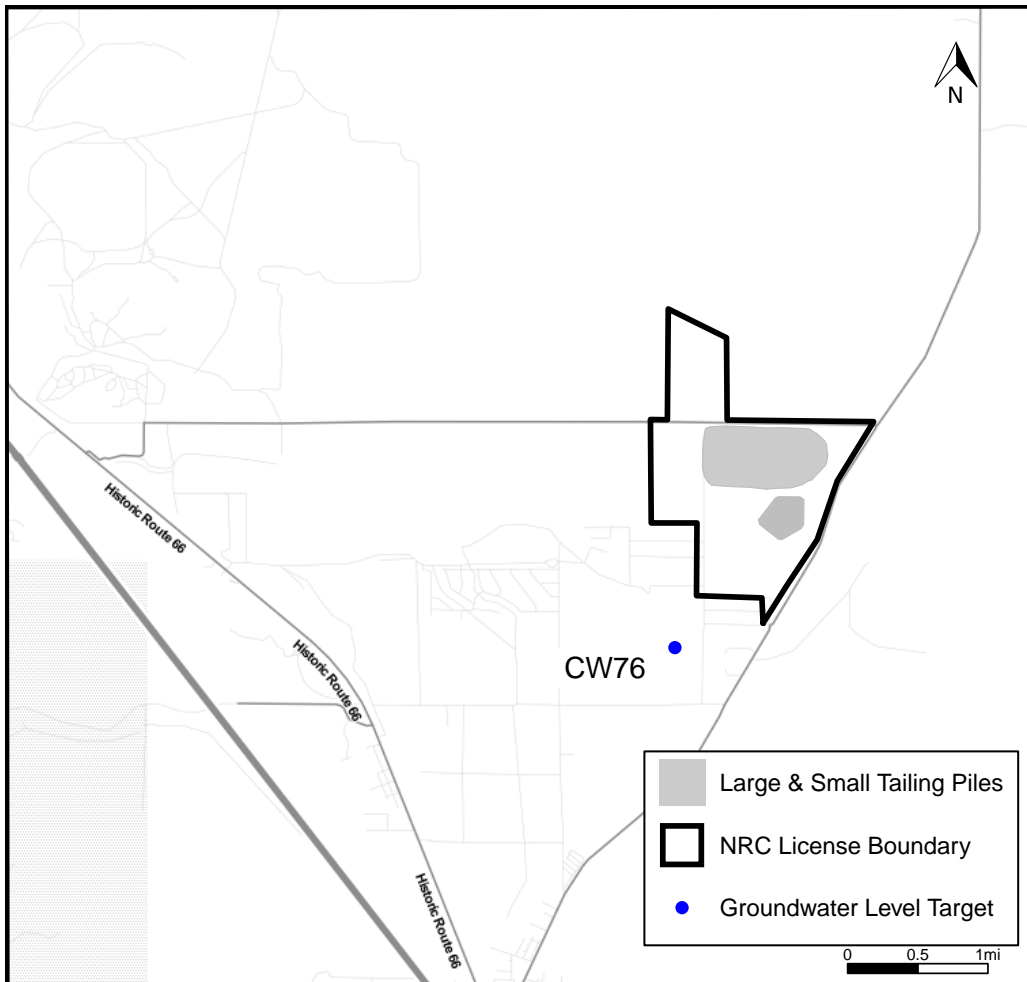 N
Historic Route 66
Historic Route 66
CW76
Historic Route 66
Large & Small Tailing Piles
NRC License Boundary
Groundwater Level Target
0 0.5 1mi